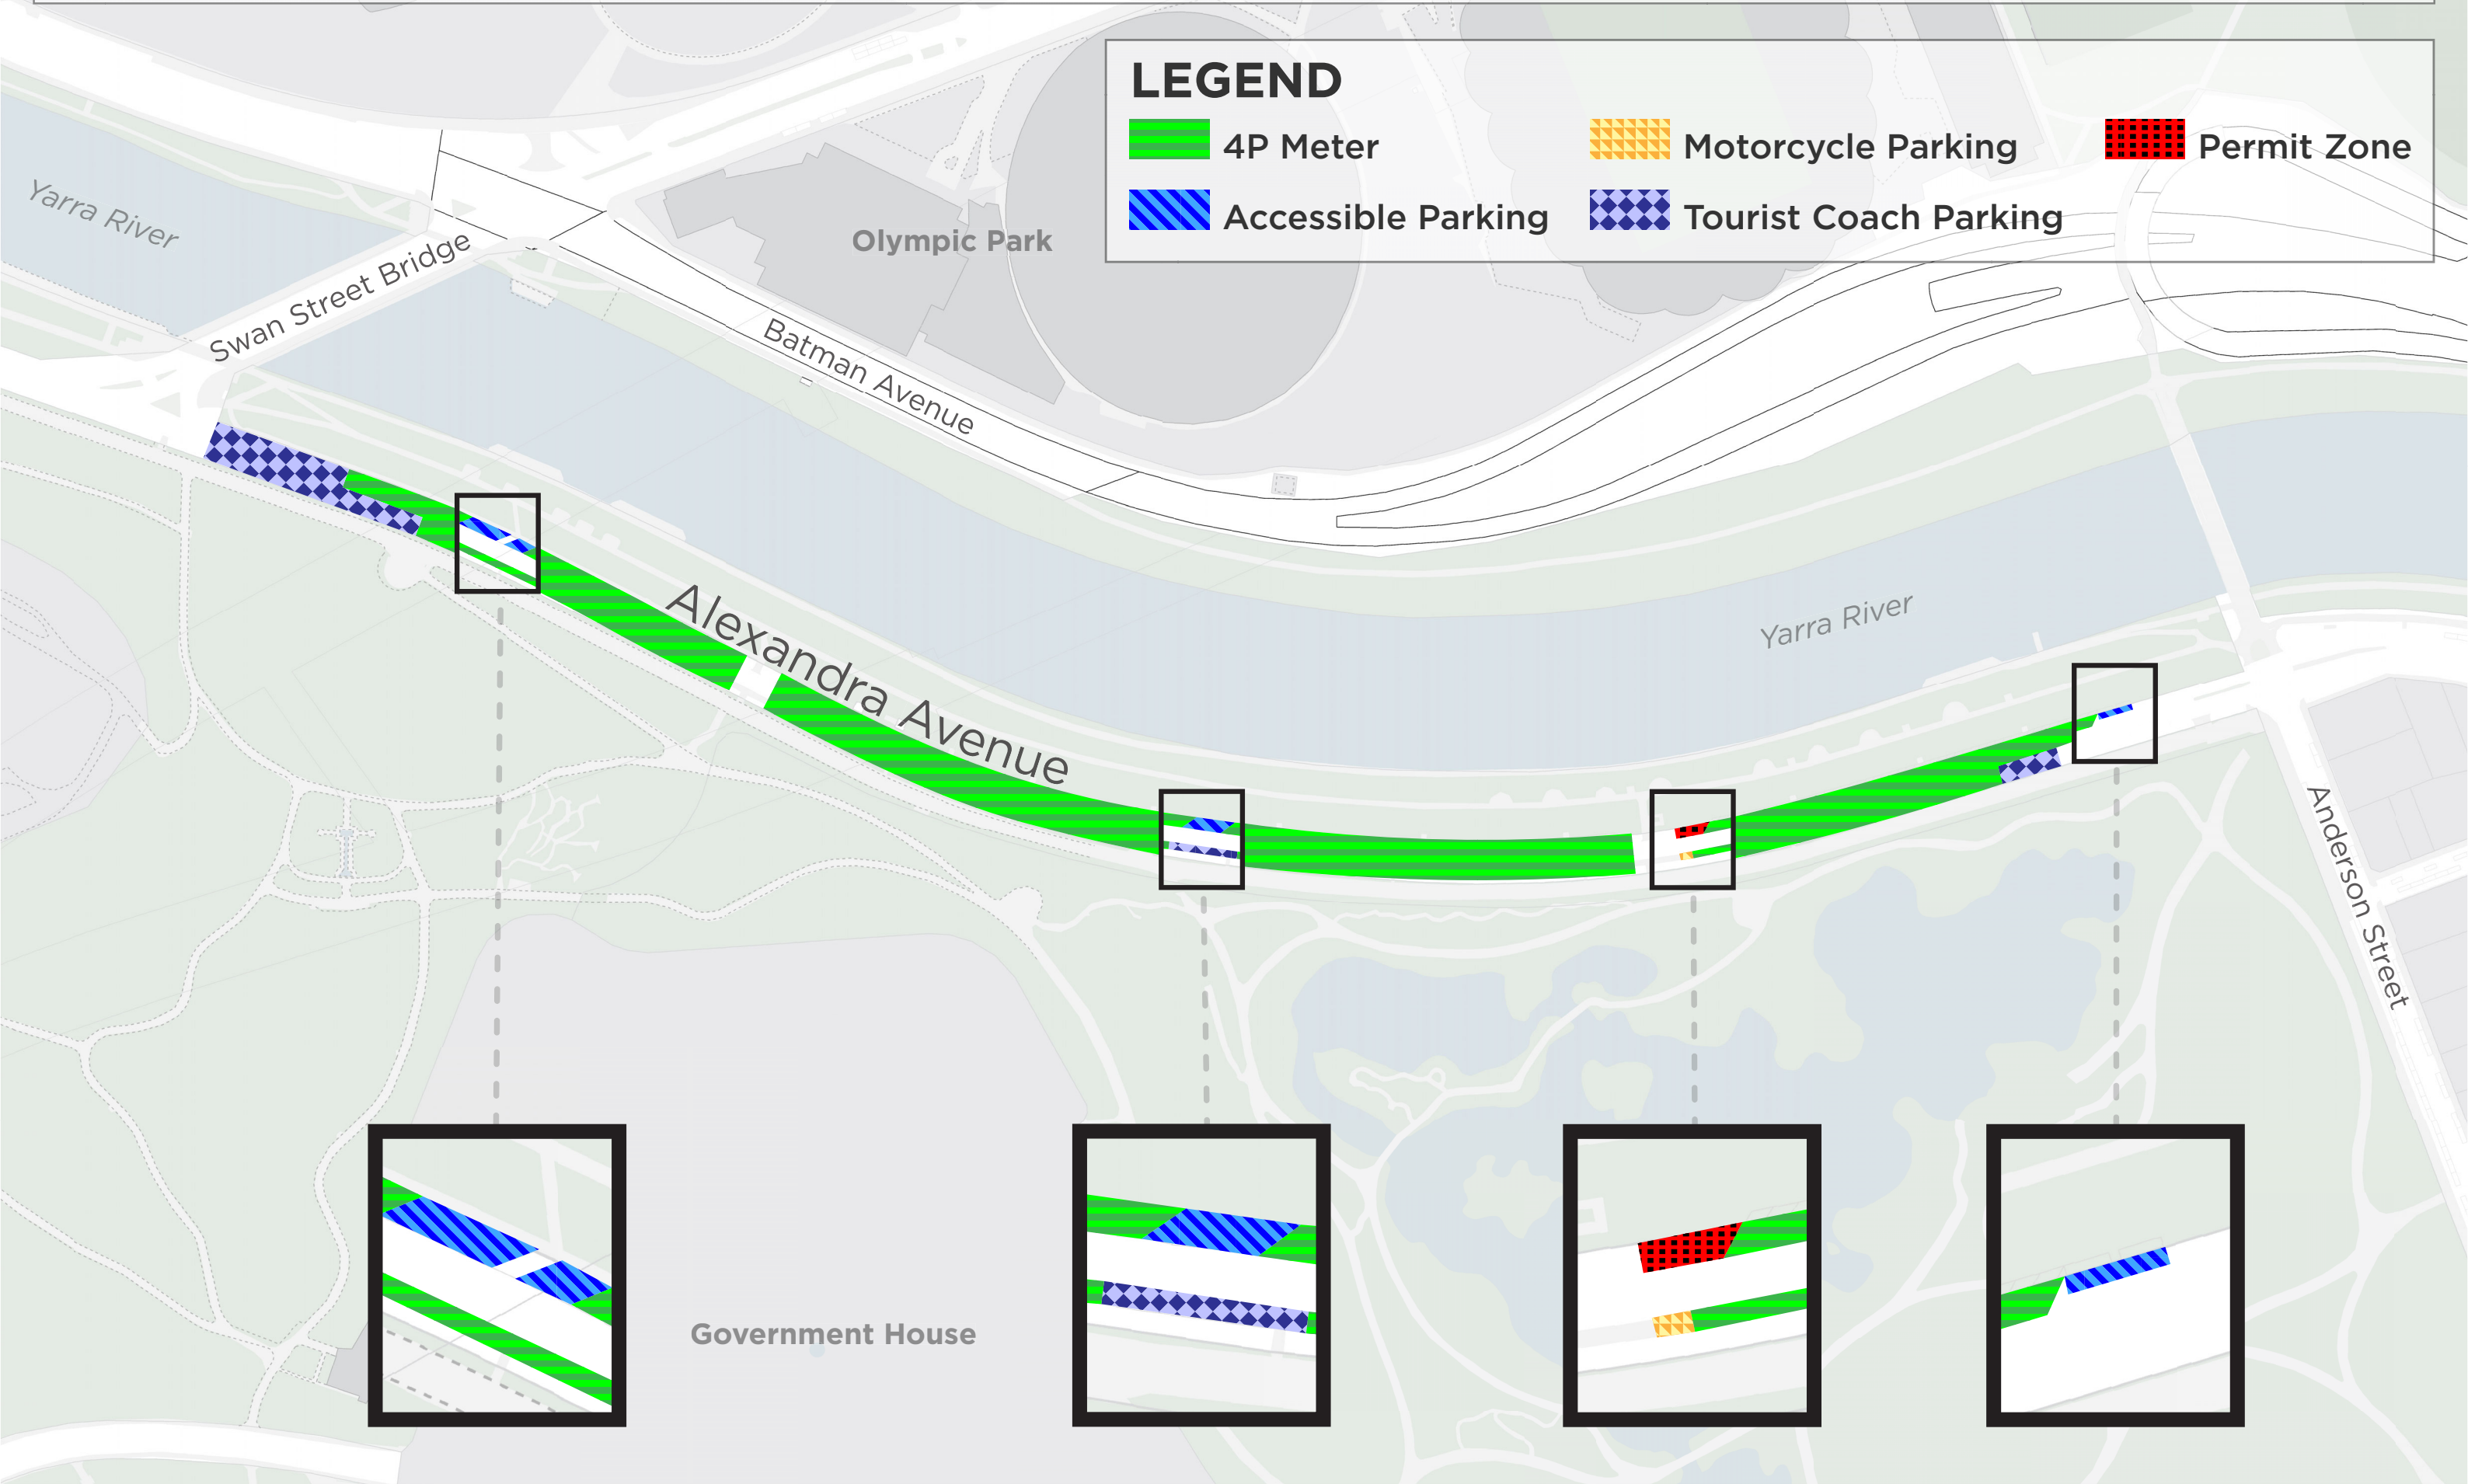 LEGEND
4P Meter
Motorcycle Parking
Permit Zone
Accessible Parking
Tourist Coach Parking
Yarra River
Swan Street Bridge
Olympic Park
Batman Avenue
Alexandra Avenue
Yarra River
Anderson Street
Government House